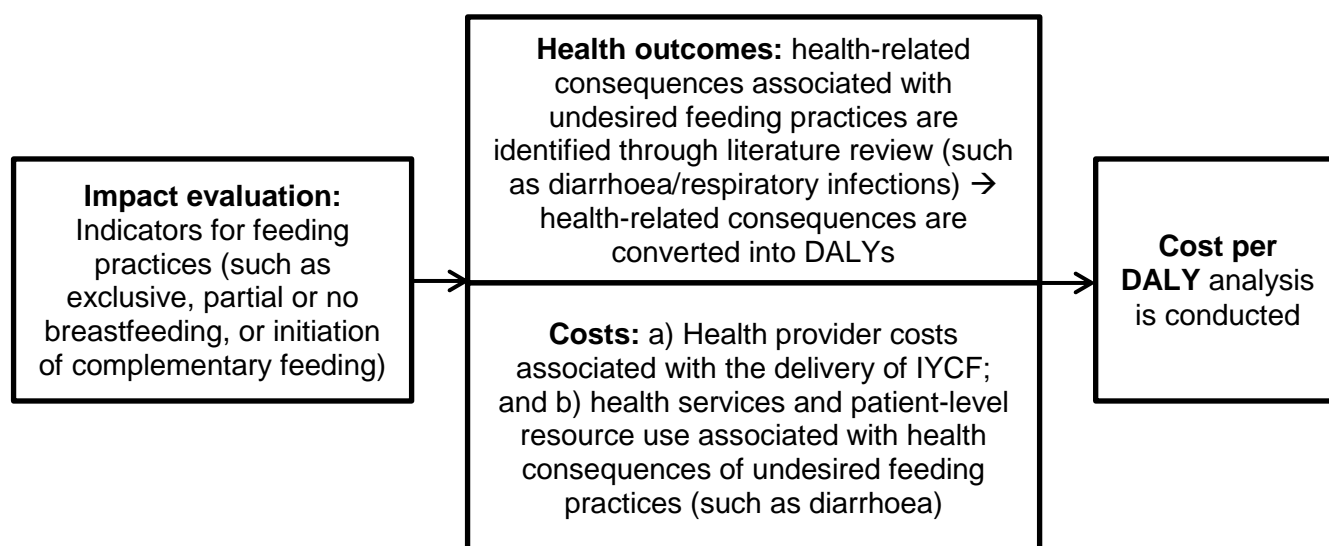 Impact evaluation:
Indicators for feeding
practices (such as
exclusive, partial or no
breastfeeding, or initiation
of complementary feeding)
Health outcomes: health-related
consequences associated with
undesired feeding practices are
identified through literature review (such
as diarrhoea/respiratory infections) →
health-related consequences are
converted into DALYs
Costs: a) Health provider costs
associated with the delivery of IYCF;
and b) health services and patient-level
resource use associated with health
consequences of undesired feeding
practices (such as diarrhoea)
Cost per
DALY analysis
is conducted